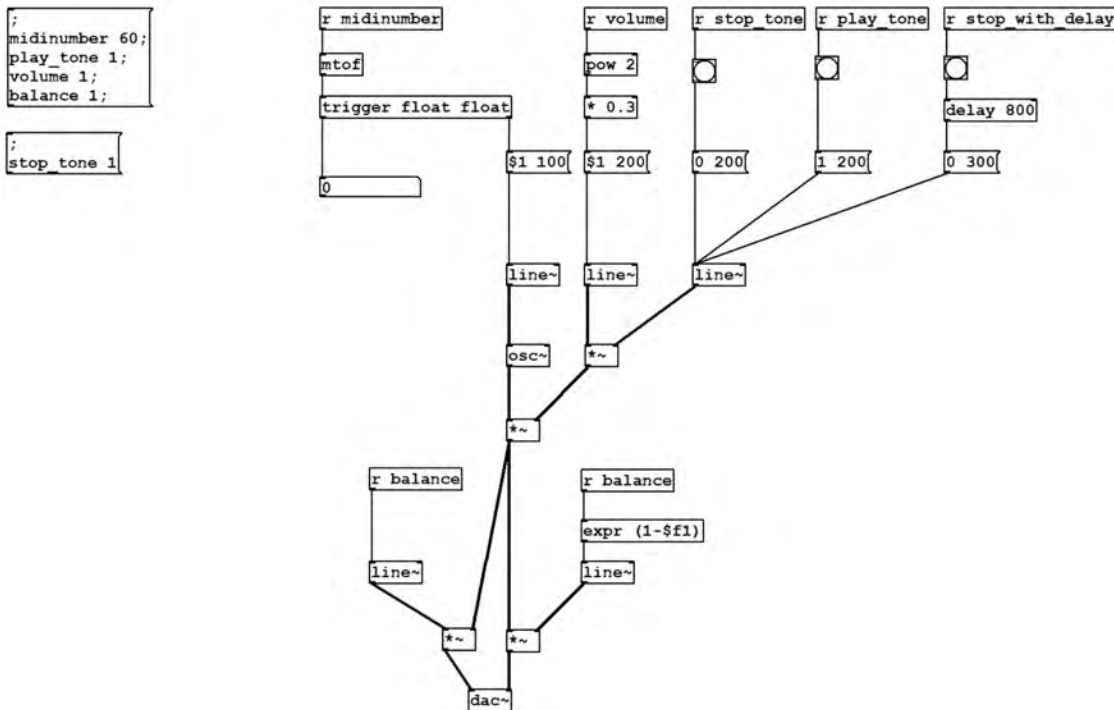 ;
midinumber 60;
play_tone 1;
volume 1;
balance 1;
;
stop_tone 1
r midinumber
r volume
r stop_tone
r play_tone
r stop_with_delay
mtof
pow 2
trigger float float
* 0.3
delay 800
$1 100
$1 200
0 200
1 200
0 300
0
line~
line~
line~
osc~
*~
*~
r balance
r balance
expr (1-$f1)
line~
line~
*~
*~
dac~